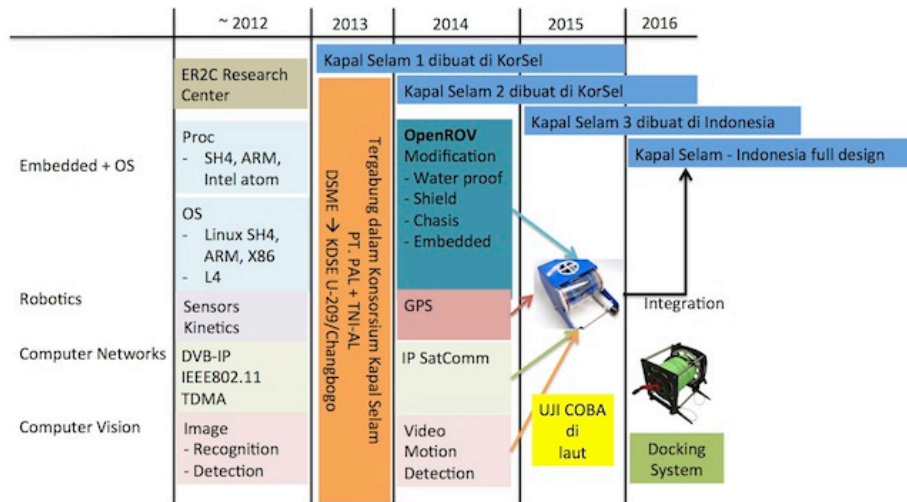 ~ 2012
2013
2014
2015
2016
Kapal Selam 1 dibuat di KorSel
ER2C Research
Center
Kapal Selam 2 dibuat di KorSel
Kapal Selam 3 dibuat di Indonesia
Kapal Selam - Indonesia full design
Embedded + OS
Proc
- SH4, ARM,
Intel atom
OS
- Linux SH4,
ARM, X86
- L4
Tergabung dalam Konsorsium Kapal Selam
PT. PAL + TNI-AL
DSME → KDSE U-209/Changbogo
OpenROV
Modification
- Water proof
- Shield
- Chasis
- Embedded
Robotics
Sensors
Kinetics
GPS
Integration
Computer Networks
DVB-IP
IEEE802.11
TDMA
IP SatComm
Computer Vision
Image
- Recognition
- Detection
Video
Motion
Detection
UJI COBA
di
laut
Docking
System